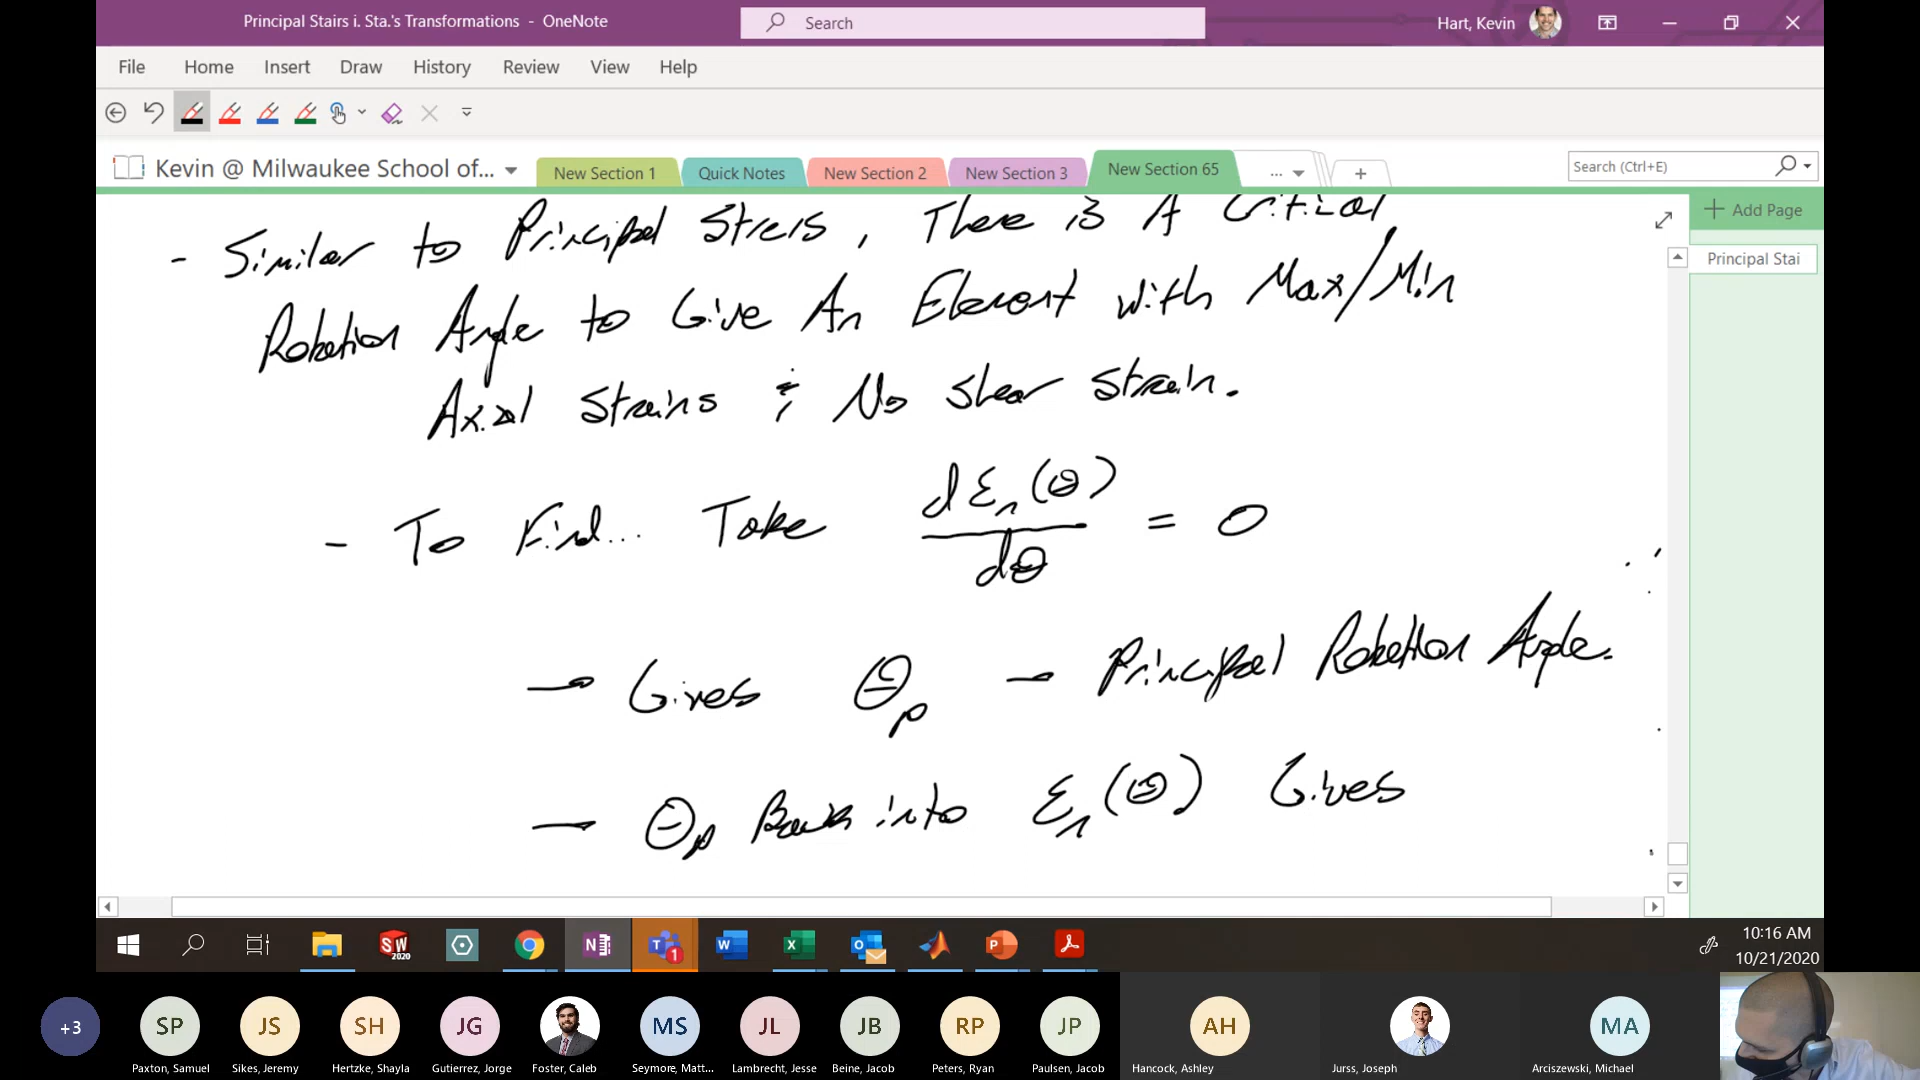 Principal Stairs i. Sta.'s Transformations - OneNote
Search
Hart, Kevin
File Home Insert Draw History Review View Help
Kevin @ Milwaukee School of...
New Section 1
Quick Notes
New Section 2
New Section 3
New Section 65
...
Search (Ctrl+E)
Add Page
Principal Stai
- Similar to Principal Stress, There is A Critical
Rotation Angle to Give An Element with Max/Min
Axial Strains & No shear strain.
- To Find... Take dεn(θ)/dθ = 0
→ Gives θp → Principal Rotation Angle.
→ θp Back into εn(θ) Gives
SW
2020
N
T
1
W
X
O
P
10:16 AM
10/21/2020
+3
SP
JS
SH
JG
MS
JL
JB
RP
JP
AH
MA
Paxton, Samuel
Sikes, Jeremy
Hertzke, Shayla
Gutierrez, Jorge
Foster, Caleb
Seymore, Matt...
Lambrecht, Jesse
Beine, Jacob
Peters, Ryan
Paulsen, Jacob
Hancock, Ashley
Jurss, Joseph
Arciszewski, Michael